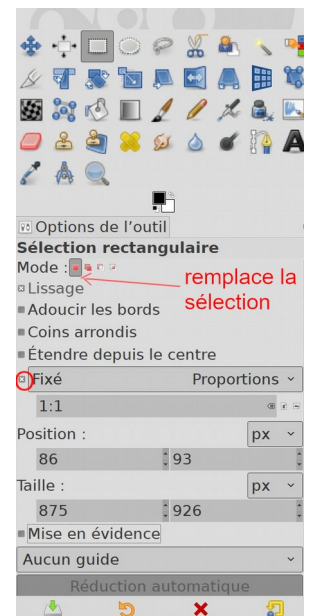 Options de l'outil
Sélection rectangulaire
Mode :
remplace la
sélection
Lissage
Adoucir les bords
Coins arrondis
Étendre depuis le centre
Fixé Proportions
1:1
Position : px
86 93
Taille : px
875 926
Mise en évidence
Aucun guide
Réduction automatique